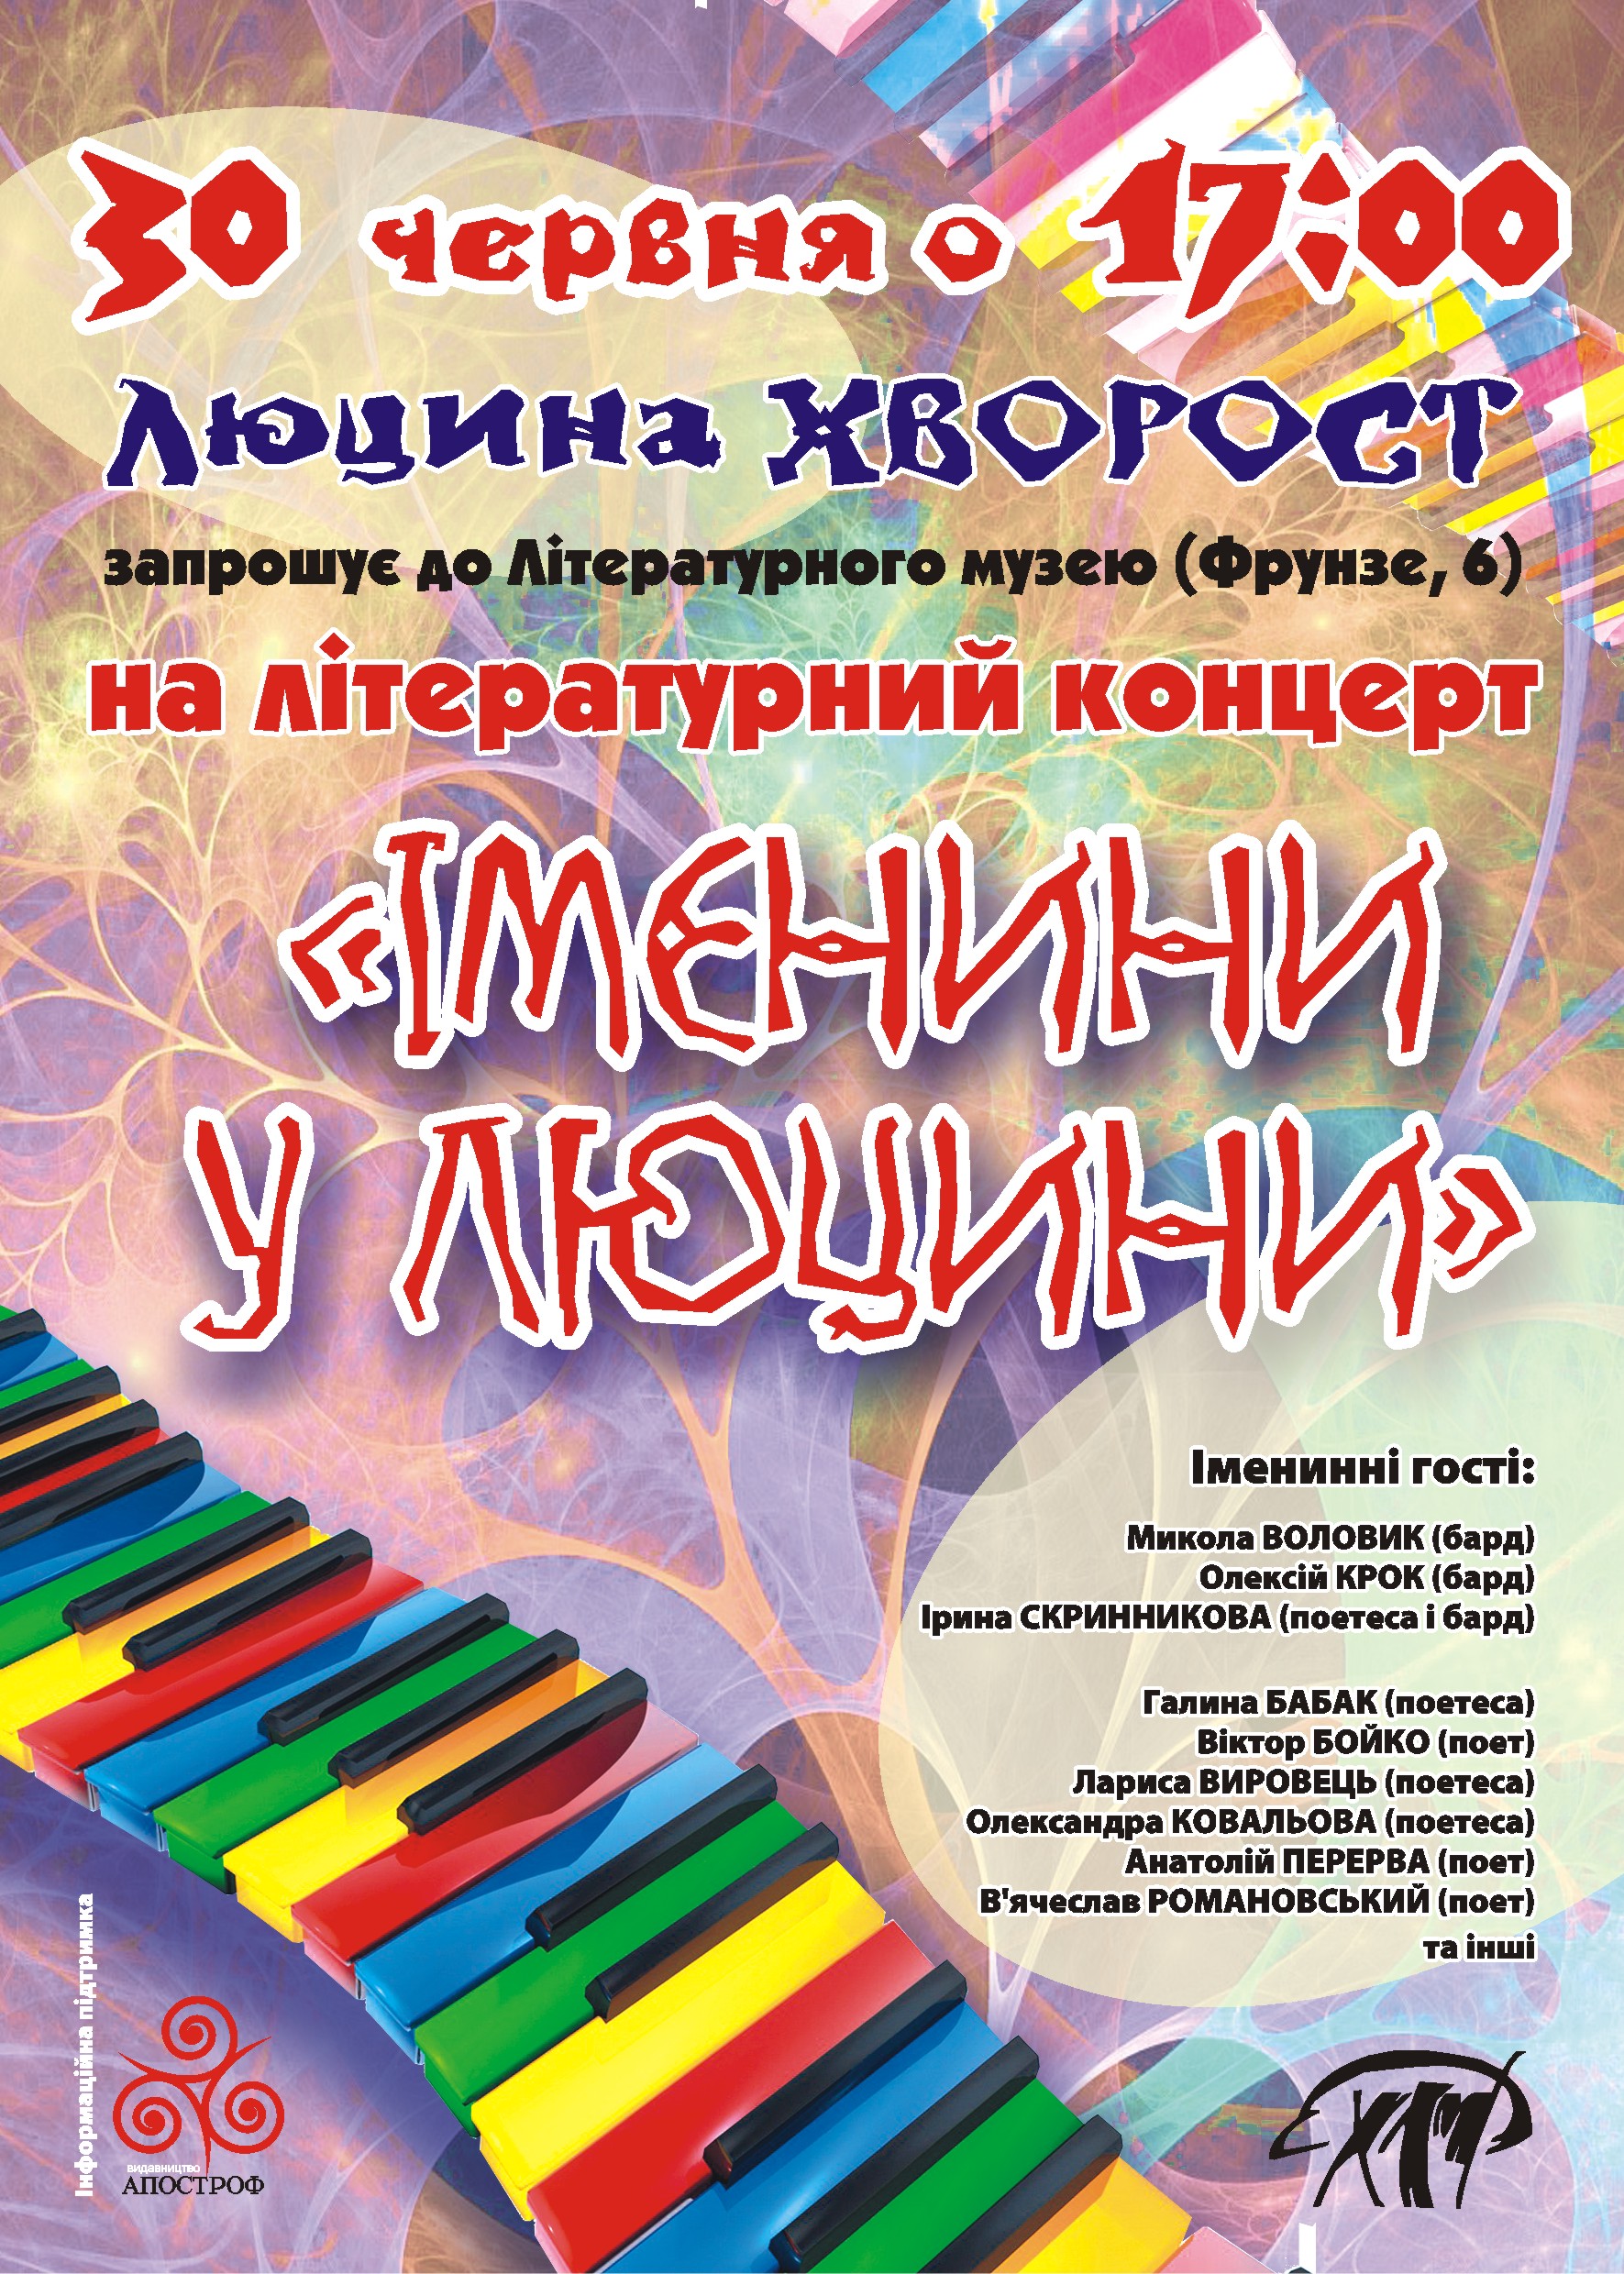 30 червня о 17:00
Люцина ХВОРОСТ
запрошує до Літературного музею (Фрунзе, 6)
на літературний концерт
«ІМЕНИНИ
У ЛЮЦИНИ»
Іменинні гості:
Микола ВОЛОВИК (бард)
Олексій КРОК (бард)
Ірина СКРИННИКОВА (поетеса і бард)
Галина БАБАК (поетеса)
Віктор БОЙКО (поет)
Лариса ВИРОВЕЦЬ (поетеса)
Олександра КОВАЛЬОВА (поетеса)
Анатолій ПЕРЕРВА (поет)
В'ячеслав РОМАНОВСЬКИЙ (поет)
та інші
Інформаційна підтримка
видавництво
АПОСТРОФ